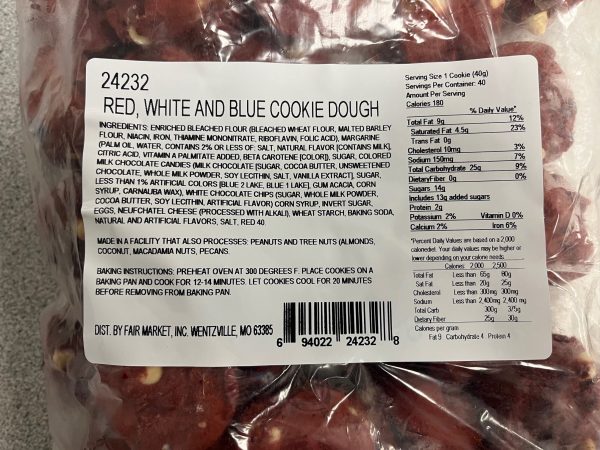 24232
RED, WHITE AND BLUE COOKIE DOUGH
INGREDIENTS: ENRICHED BLEACHED FLOUR (BLEACHED WHEAT FLOUR, MALTED BARLEY
FLOUR, NIACIN, IRON, THIAMINE MONONITRATE, RIBOFLAVIN, FOLIC ACID), MARGARINE
(PALM OIL, WATER, CONTAINS 2% OR LESS OF: SALT, NATURAL FLAVOR [CONTAINS MILK],
CITRIC ACID, VITAMIN A PALMITATE ADDED, BETA CAROTENE [COLOR]), SUGAR, COLORED
MILK CHOCOLATE CANDIES (MILK CHOCOLATE [SUGAR, COCOA BUTTER, UNSWEETENED
CHOCOLATE, WHOLE MILK POWDER, SOY LECITHIN, SALT, VANILLA EXTRACT], SUGAR,
LESS THAN 1% ARTIFICIAL COLORS [BLUE 2 LAKE, BLUE 1 LAKE], GUM ACACIA, CORN
SYRUP, CARNAUBA WAX), WHITE CHOCOLATE CHIPS (SUGAR, WHOLE MILK POWDER,
COCOA BUTTER, SOY LECITHIN, ARTIFICIAL FLAVOR) CORN SYRUP, INVERT SUGAR,
EGGS, NEUFCHATEL CHEESE (PROCESSED WITH ALKALI), WHEAT STARCH, BAKING SODA,
NATURAL AND ARTIFICIAL FLAVORS, SALT, RED 40.
MADE IN A FACILITY THAT ALSO PROCESSES: PEANUTS AND TREE NUTS (ALMONDS,
COCONUT, MACADAMIA NUTS, PECANS.
BAKING INSTRUCTIONS: PREHEAT OVEN AT 300 DEGREES F. PLACE COOKIES ON A
BAKING PAN AND COOK FOR 12-14 MINUTES. LET COOKIES COOL FOR 20 MINUTES
BEFORE REMOVING FROM BAKING PAN.
DIST. BY FAIR MARKET, INC. WENTZVILLE, MO 63385
6 94022 24232 8
Serving Size 1 Cookie (40g)
Servings Per Container: 40
Amount Per Serving
Calories 180
% Daily Value*
Total Fat 9g 12%
Saturated Fat 4.5g 23%
Trans Fat 0g
Cholesterol 10mg 3%
Sodium 150mg 7%
Total Carbohydrate 25g 9%
Dietary Fiber 0g 0%
Sugars 14g
Includes 13g added sugars
Protein 2g
Potassium 2% Vitamin D 0%
Calcium 2% Iron 6%
*Percent Daily Values are based on a 2,000
caloriediet. Your daily values may be higher or
lower depending on your calorie needs.
Calories: 2,000 2,500
Total Fat Less than 65g 80g
Sat Fat Less than 20g 25g
Cholesterol Less than 300mg 300mg
Sodium Less than 2,400mg 2,400 mg
Total Carb 300g 375g
Dietary Fiber 25g 30g
Calories per gram
Fat 9 Carbohydrate 4 Protein 4